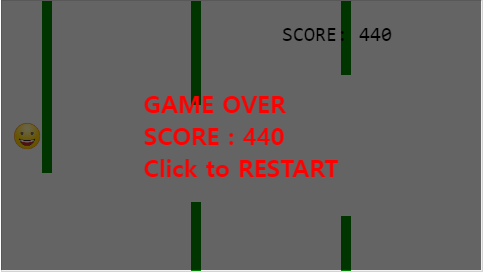 SCORE: 440
GAME OVER
SCORE : 440
Click to RESTART